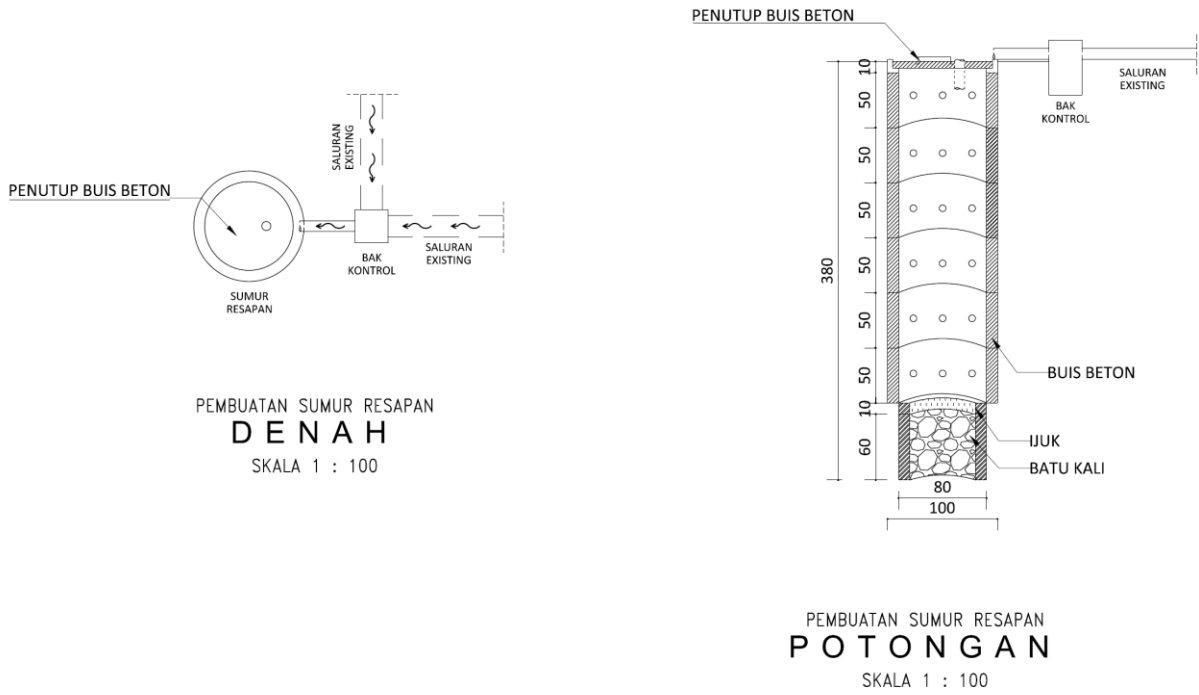 PENUTUP BUIS BETON
SALURAN
EXISTING
SALURAN
EXISTING
BAK
KONTROL
SUMUR
RESAPAN
PEMBUATAN SUMUR RESAPAN
DENAH
SKALA 1 : 100
PENUTUP BUIS BETON
SALURAN
EXISTING
BAK
KONTROL
10
50
50
50
50
50
50
10
60
380
BUIS BETON
IJUK
BATU KALI
80
100
PEMBUATAN SUMUR RESAPAN
POTONGAN
SKALA 1 : 100